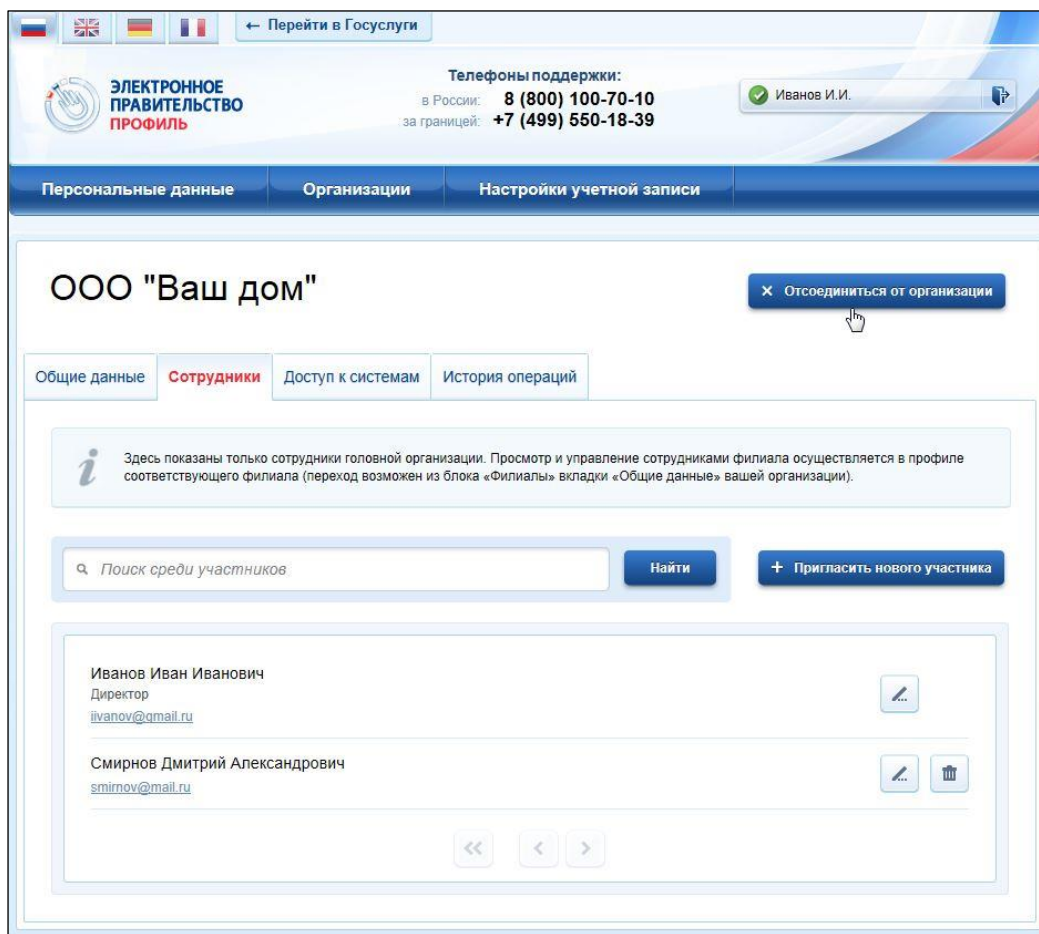 ← Перейти в Госуслуги
ЭЛЕКТРОННОЕ
ПРАВИТЕЛЬСТВО
ПРОФИЛЬ
Телефоны поддержки:
в России: 8 (800) 100-70-10
за границей: +7 (499) 550-18-39
Иванов И.И.
Персональные данные Организации Настройки учетной записи
ООО "Ваш дом"
× Отсоединиться от организации
Общие данные Сотрудники Доступ к системам История операций
Здесь показаны только сотрудники головной организации. Просмотр и управление сотрудниками филиала осуществляется в профиле
соответствующего филиала (переход возможен из блока «Филиалы» вкладки «Общие данные» вашей организации).
Поиск среди участников Найти + Пригласить нового участника
Иванов Иван Иванович
Директор
iivanov@gmail.ru
Смирнов Дмитрий Александрович
smirnov@mail.ru